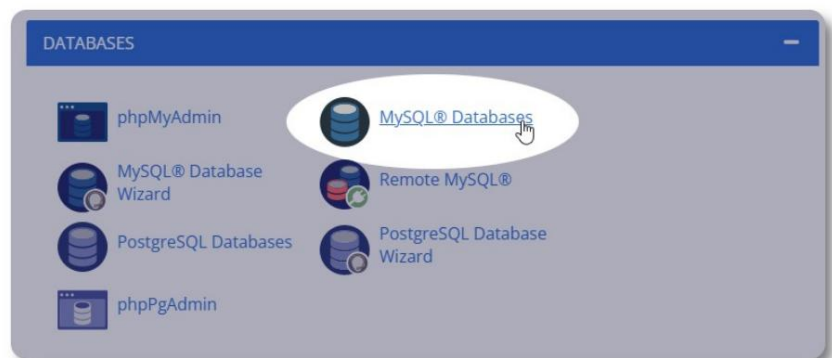 DATABASES
phpMyAdmin
MySQL® Databases
MySQL® Database
Wizard
Remote MySQL®
PostgreSQL Databases
PostgreSQL Database
Wizard
phpPgAdmin